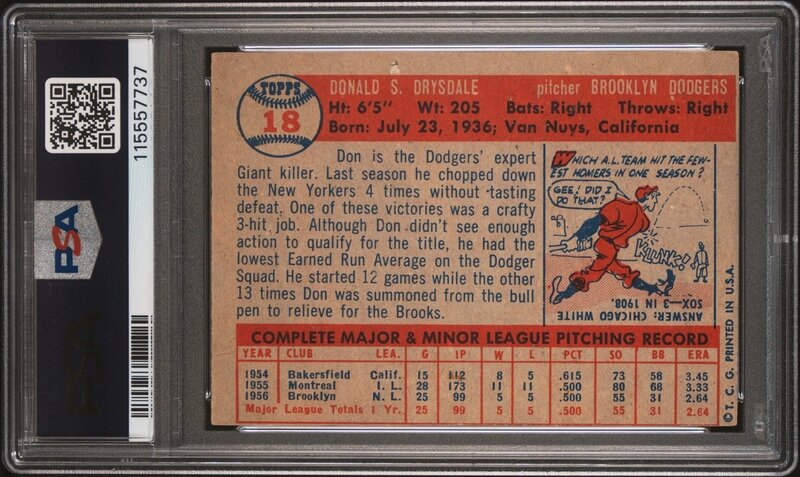 115557737
PSA
TOPPS
18
DONALD S. DRYSDALE pitcher BROOKLYN DODGERS
Ht: 6'5" Wt: 205 Bats: Right Throws: Right
Born: July 23, 1936; Van Nuys, California
Don is the Dodgers' expert
Giant killer. Last season he chopped down
the New Yorkers 4 times without tasting
defeat. One of these victories was a crafty
3-hit job. Although Don didn't see enough
action to qualify for the title, he had the
lowest Earned Run Average on the Dodger
Squad. He started 12 games while the other
13 times Don was summoned from the bull
pen to relieve for the Brooks.
WHICH A.L. TEAM HIT THE FEW-
EST HOMERS IN ONE SEASON?
GEE! DID I
DO THAT?
KLUNK!
ANSWER: CHICAGO WHITE
SOX—3 IN 1908.
COMPLETE MAJOR & MINOR LEAGUE PITCHING RECORD
YEAR CLUB LEA. G IP W L PCT SO BB ERA
1954 Bakersfield Calif. 15 112 8 5 .615 73 58 3.45
1955 Montreal I. L. 28 173 11 11 .500 80 68 3.33
1956 Brooklyn N. L. 25 99 5 5 .500 55 31 2.64
Major League Totals 1 Yr. 25 99 5 5 .500 55 31 2.64
© T. C. G. PRINTED IN U.S.A.